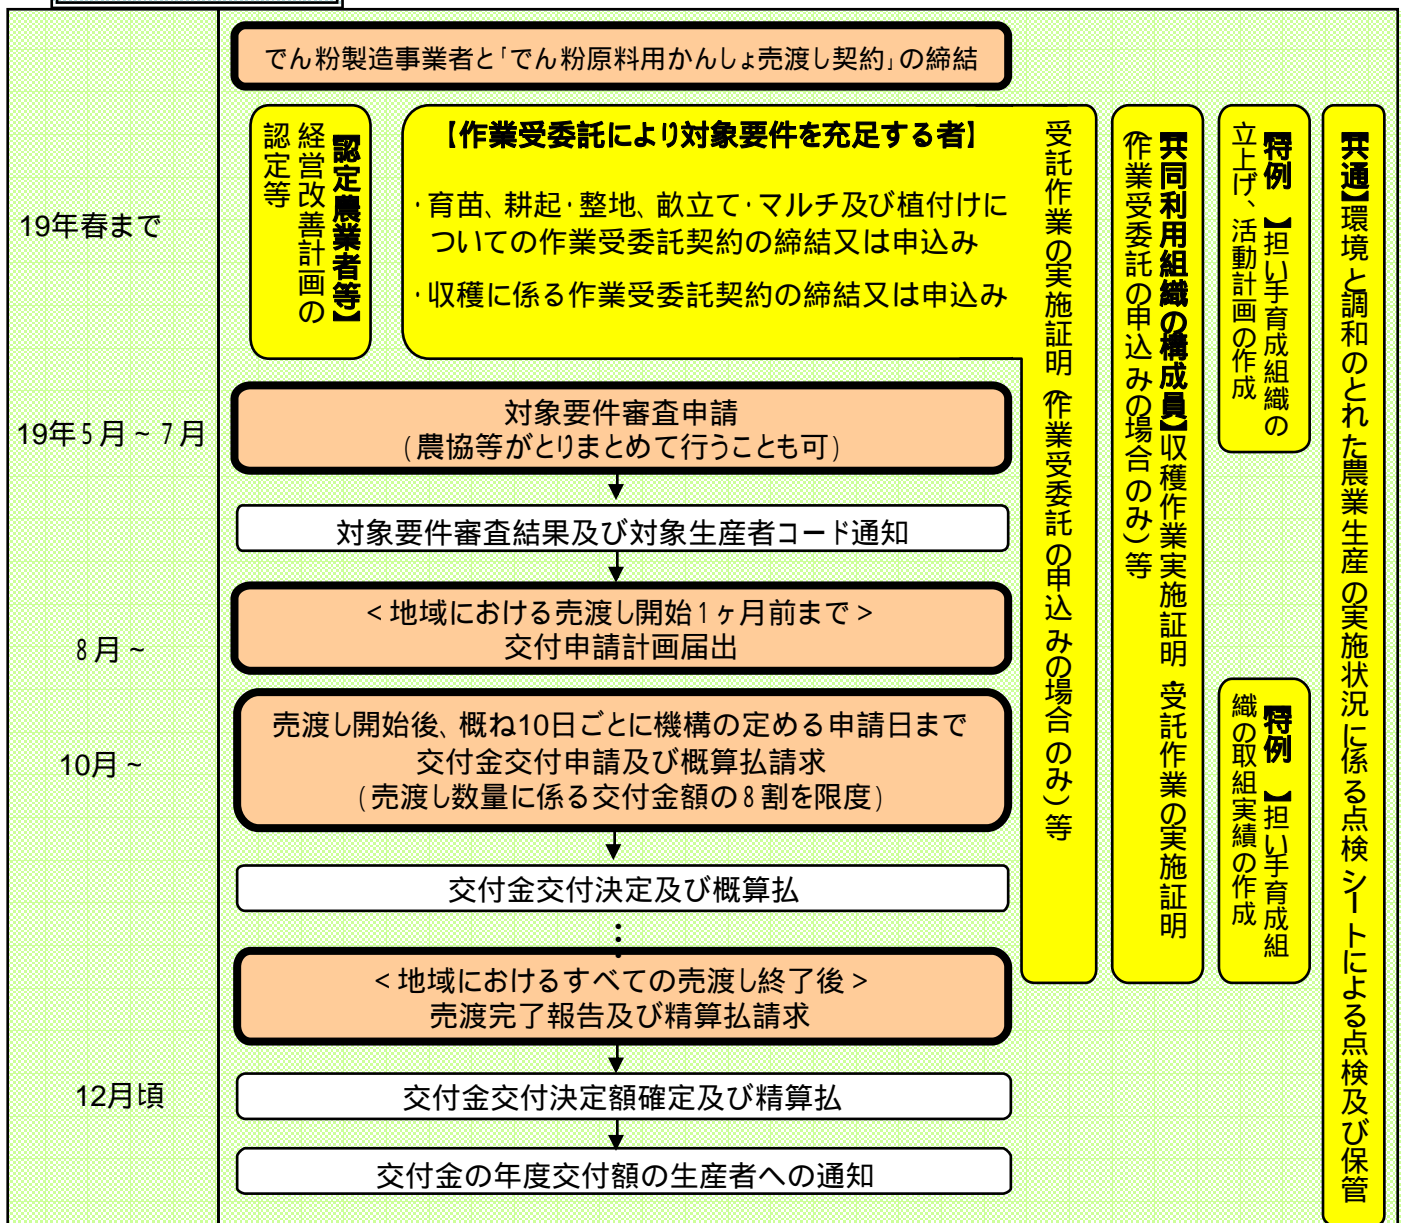 でん粉製造事業者と「でん粉原料用かんしょ売渡し契約」の締結
19年春まで
【認定農業者等】
経営改善計画の
認定等
【作業受委託により対象要件を充足する者】
・育苗、耕起・整地、畝立て・マルチ及び植付けに
ついての作業受委託契約の締結又は申込み
・収穫に係る作業受委託契約の締結又は申込み
受託作業の実施証明(作業受委託の申込みの場合のみ)等
【共同利用組織の構成員】収穫作業実施証明、受託作業の実施証明
(作業受委託の申込みの場合のみ)等
【特例】担い手育成組織の
立上げ、活動計画の作成
【共通】環境と調和のとれた農業生産の実施状況に係る点検シートによる点検及び保管
19年5月~7月
対象要件審査申請
(農協等がとりまとめて行うことも可)
対象要件審査結果及び対象生産者コード通知
8月~
<地域における売渡し開始1ヶ月前まで>
交付申請計画届出
10月~
売渡し開始後、概ね10日ごとに機構の定める申請日まで
交付金交付申請及び概算払請求
(売渡し数量に係る交付金額の8割を限度)
【特例】担い手育成組
織の取組実績の作成
交付金交付決定及び概算払
<地域におけるすべての売渡し終了後>
売渡完了報告及び精算払請求
12月頃
交付金交付決定額確定及び精算払
交付金の年度交付額の生産者への通知